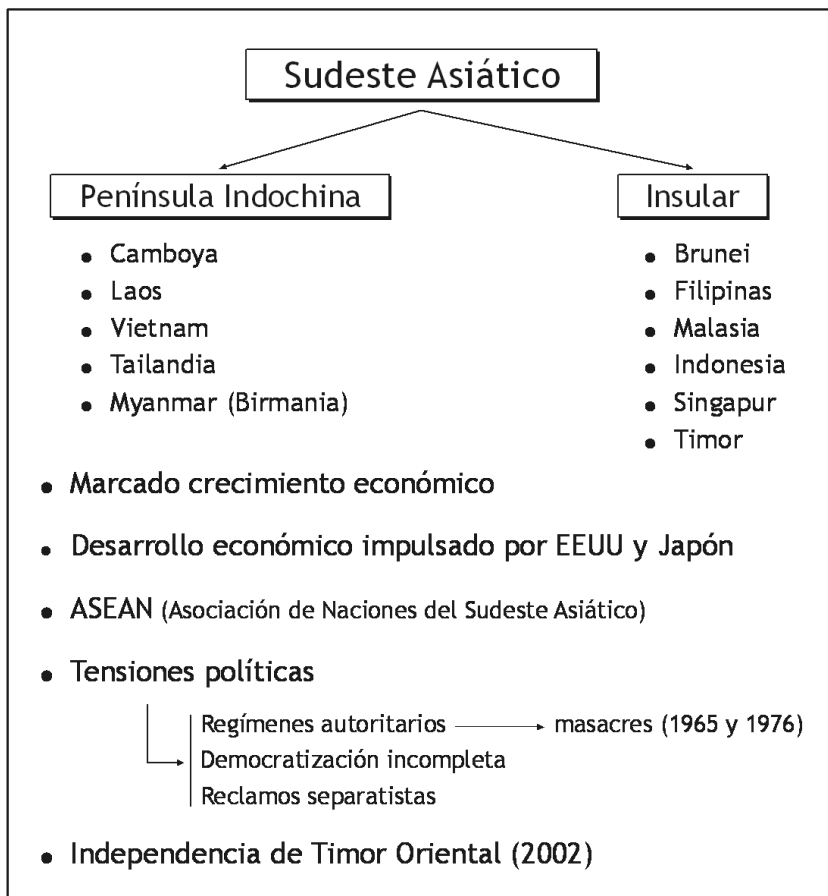 Sudeste Asiático
Península Indochina
• Camboya
• Laos
• Vietnam
• Tailandia
• Myanmar (Birmania)
Insular
• Brunei
• Filipinas
• Malasia
• Indonesia
• Singapur
• Timor
• Marcado crecimiento económico
• Desarrollo económico impulsado por EEUU y Japón
• ASEAN (Asociación de Naciones del Sudeste Asiático)
• Tensiones políticas
Regímenes autoritarios
masacres (1965 y 1976)
Democratización incompleta
Reclamos separatistas
• Independencia de Timor Oriental (2002)